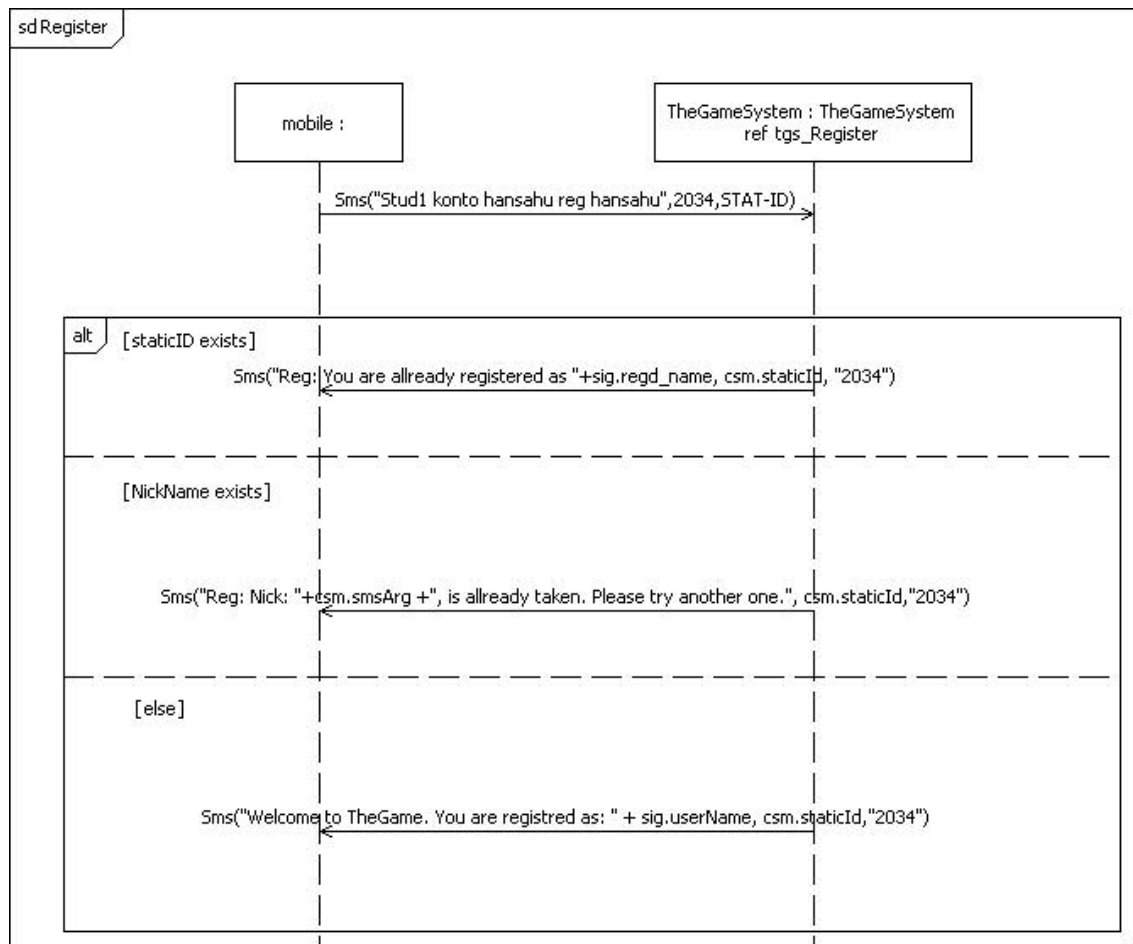 sd Register
mobile :
TheGameSystem : TheGameSystem
ref tgs_Register
Sms("Stud1 konto hansahu reg hansahu",2034,STAT-ID)
alt
[staticID exists]
Sms("Reg: You are allready registered as "+sig.regd_name, csm.staticId, "2034")
[NickName exists]
Sms("Reg: Nick: "+csm.smsArg +", is allready taken. Please try another one.", csm.staticId,"2034")
[else]
Sms("Welcome to TheGame. You are registred as: " + sig.userName, csm.staticId,"2034")